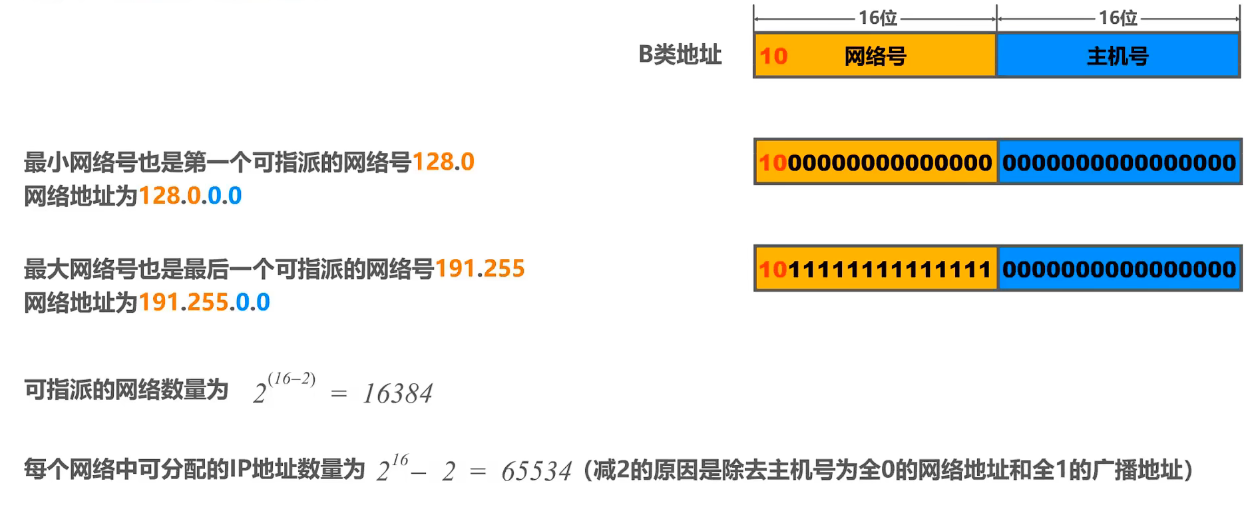 16位 16位
B类地址 10 网络号 主机号
最小网络号也是第一个可指派的网络号128.0 1000000000000000 0000000000000000
网络地址为128.0.0.0
最大网络号也是最后一个可指派的网络号191.255 1011111111111111 0000000000000000
网络地址为191.255.0.0
可指派的网络数量为 2^(16−2) = 16384
每个网络中可分配的IP地址数量为 2^16 − 2 = 65534（减2的原因是除去主机号为全0的网络地址和全1的广播地址）